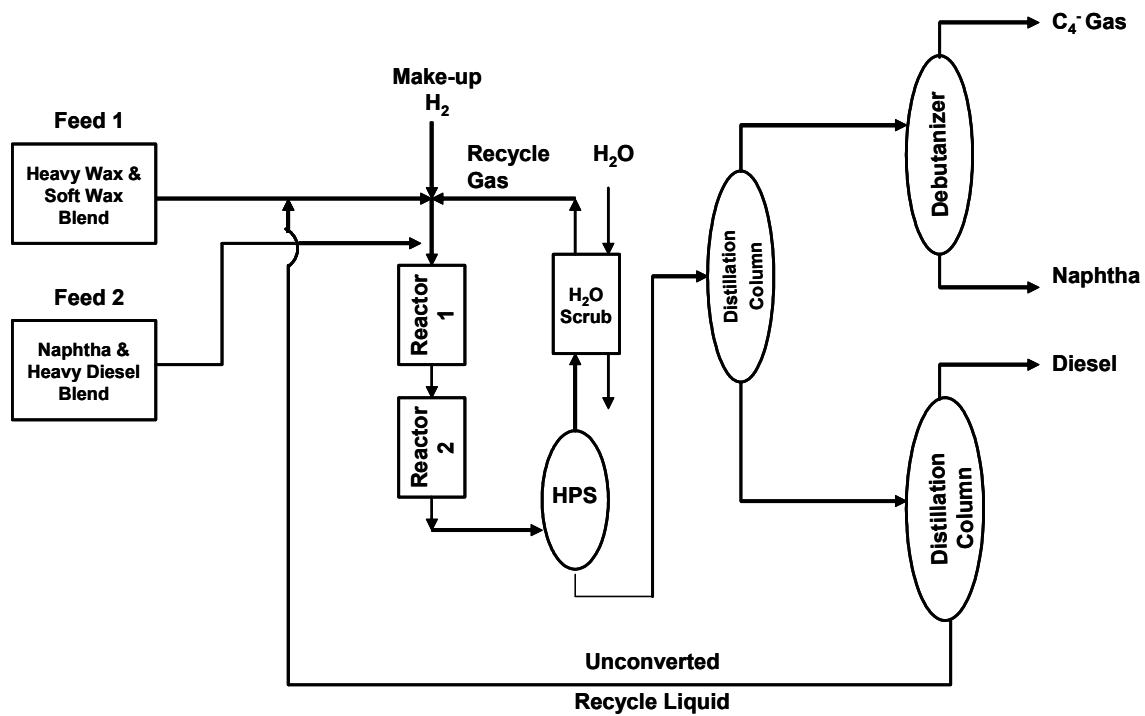 C₄⁻ Gas
Make-up
H₂
Feed 1
Heavy Wax &
Soft Wax
Blend
Recycle
Gas
H₂O
Debutanizer
Distillation
Column
Naphtha
Feed 2
Naphtha &
Heavy Diesel
Blend
Reactor
1
H₂O
Scrub
Diesel
Reactor
2
HPS
Distillation
Column
Unconverted
Recycle Liquid